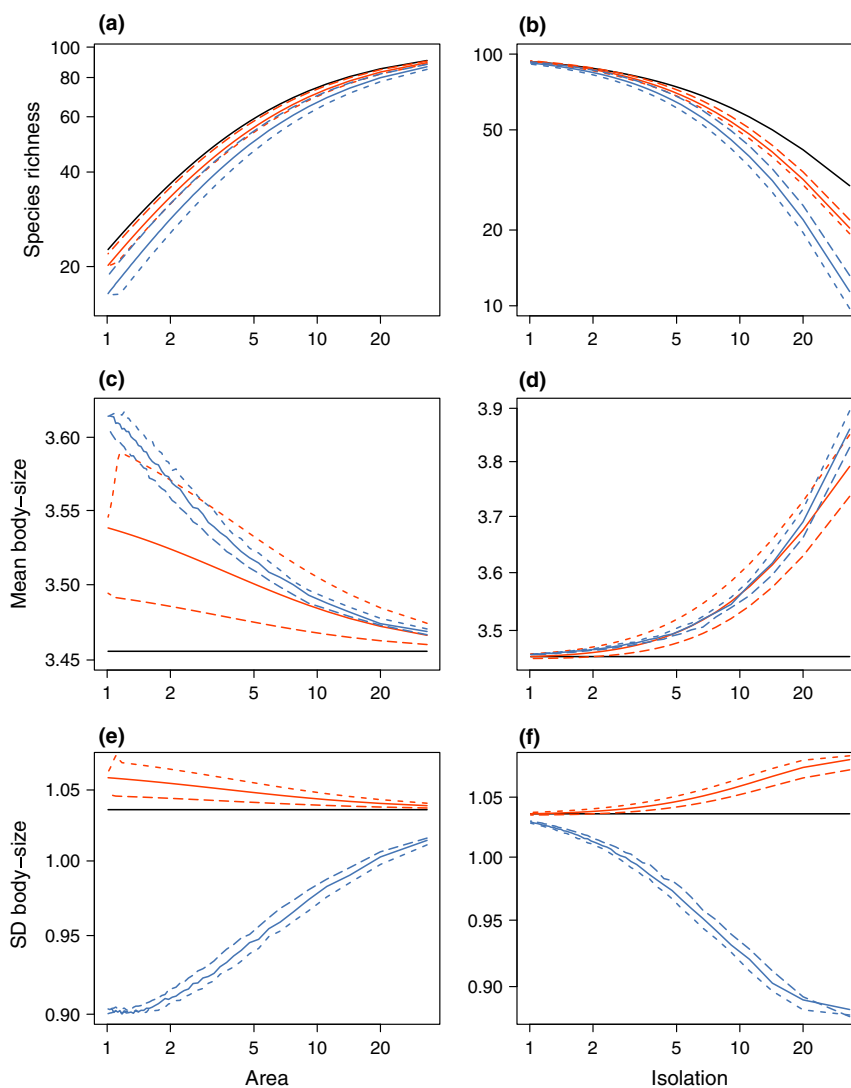 (a)
(b)
Species richness
100
80
60
40
20
1 2 5 10 20
100
50
20
10
1 2 5 10 20
(c)
(d)
Mean body-size
3.60
3.55
3.50
3.45
1 2 5 10 20
3.9
3.8
3.7
3.6
3.5
1 2 5 10 20
(e)
(f)
SD body-size
1.05
1.00
0.95
0.90
1 2 5 10 20
Area
1.05
1.00
0.95
0.90
1 2 5 10 20
Isolation